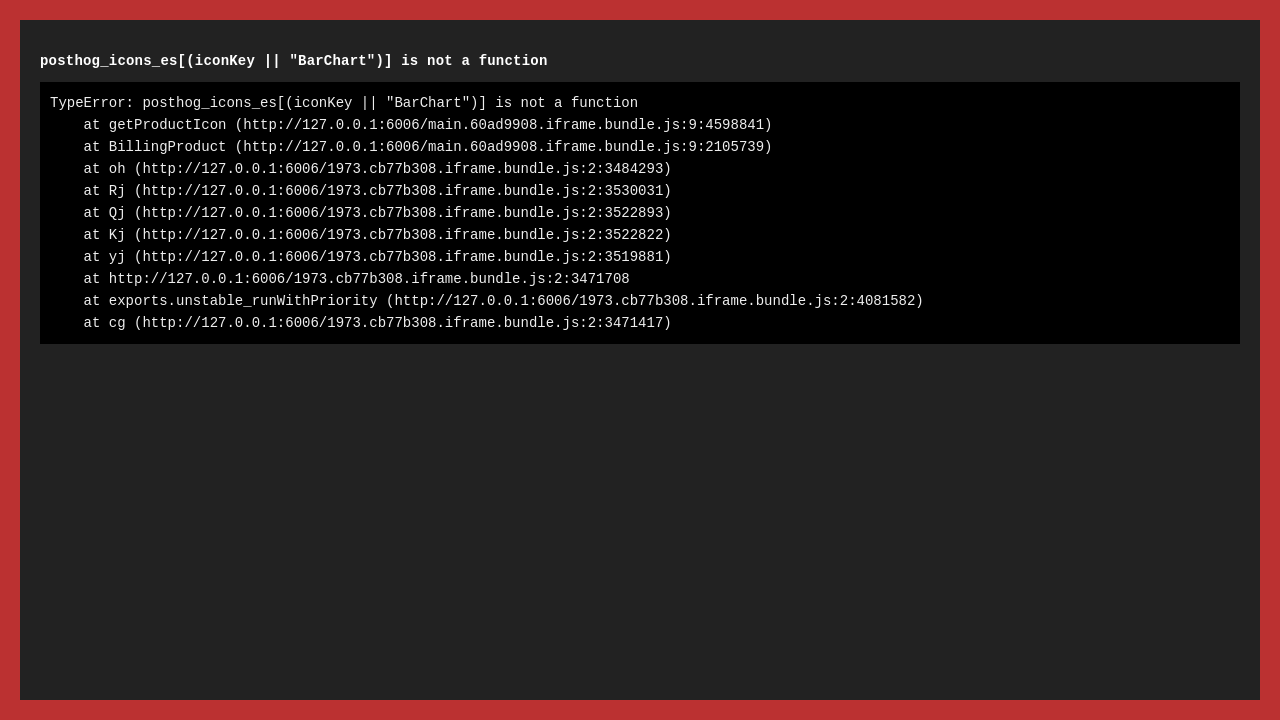 posthog_icons_es[(iconKey || "BarChart")] is not a function
TypeError: posthog_icons_es[(iconKey || "BarChart")] is not a function
    at getProductIcon (http://127.0.0.1:6006/main.60ad9908.iframe.bundle.js:9:4598841)
    at BillingProduct (http://127.0.0.1:6006/main.60ad9908.iframe.bundle.js:9:2105739)
    at oh (http://127.0.0.1:6006/1973.cb77b308.iframe.bundle.js:2:3484293)
    at Rj (http://127.0.0.1:6006/1973.cb77b308.iframe.bundle.js:2:3530031)
    at Qj (http://127.0.0.1:6006/1973.cb77b308.iframe.bundle.js:2:3522893)
    at Kj (http://127.0.0.1:6006/1973.cb77b308.iframe.bundle.js:2:3522822)
    at yj (http://127.0.0.1:6006/1973.cb77b308.iframe.bundle.js:2:3519881)
    at http://127.0.0.1:6006/1973.cb77b308.iframe.bundle.js:2:3471708
    at exports.unstable_runWithPriority (http://127.0.0.1:6006/1973.cb77b308.iframe.bundle.js:2:4081582)
    at cg (http://127.0.0.1:6006/1973.cb77b308.iframe.bundle.js:2:3471417)